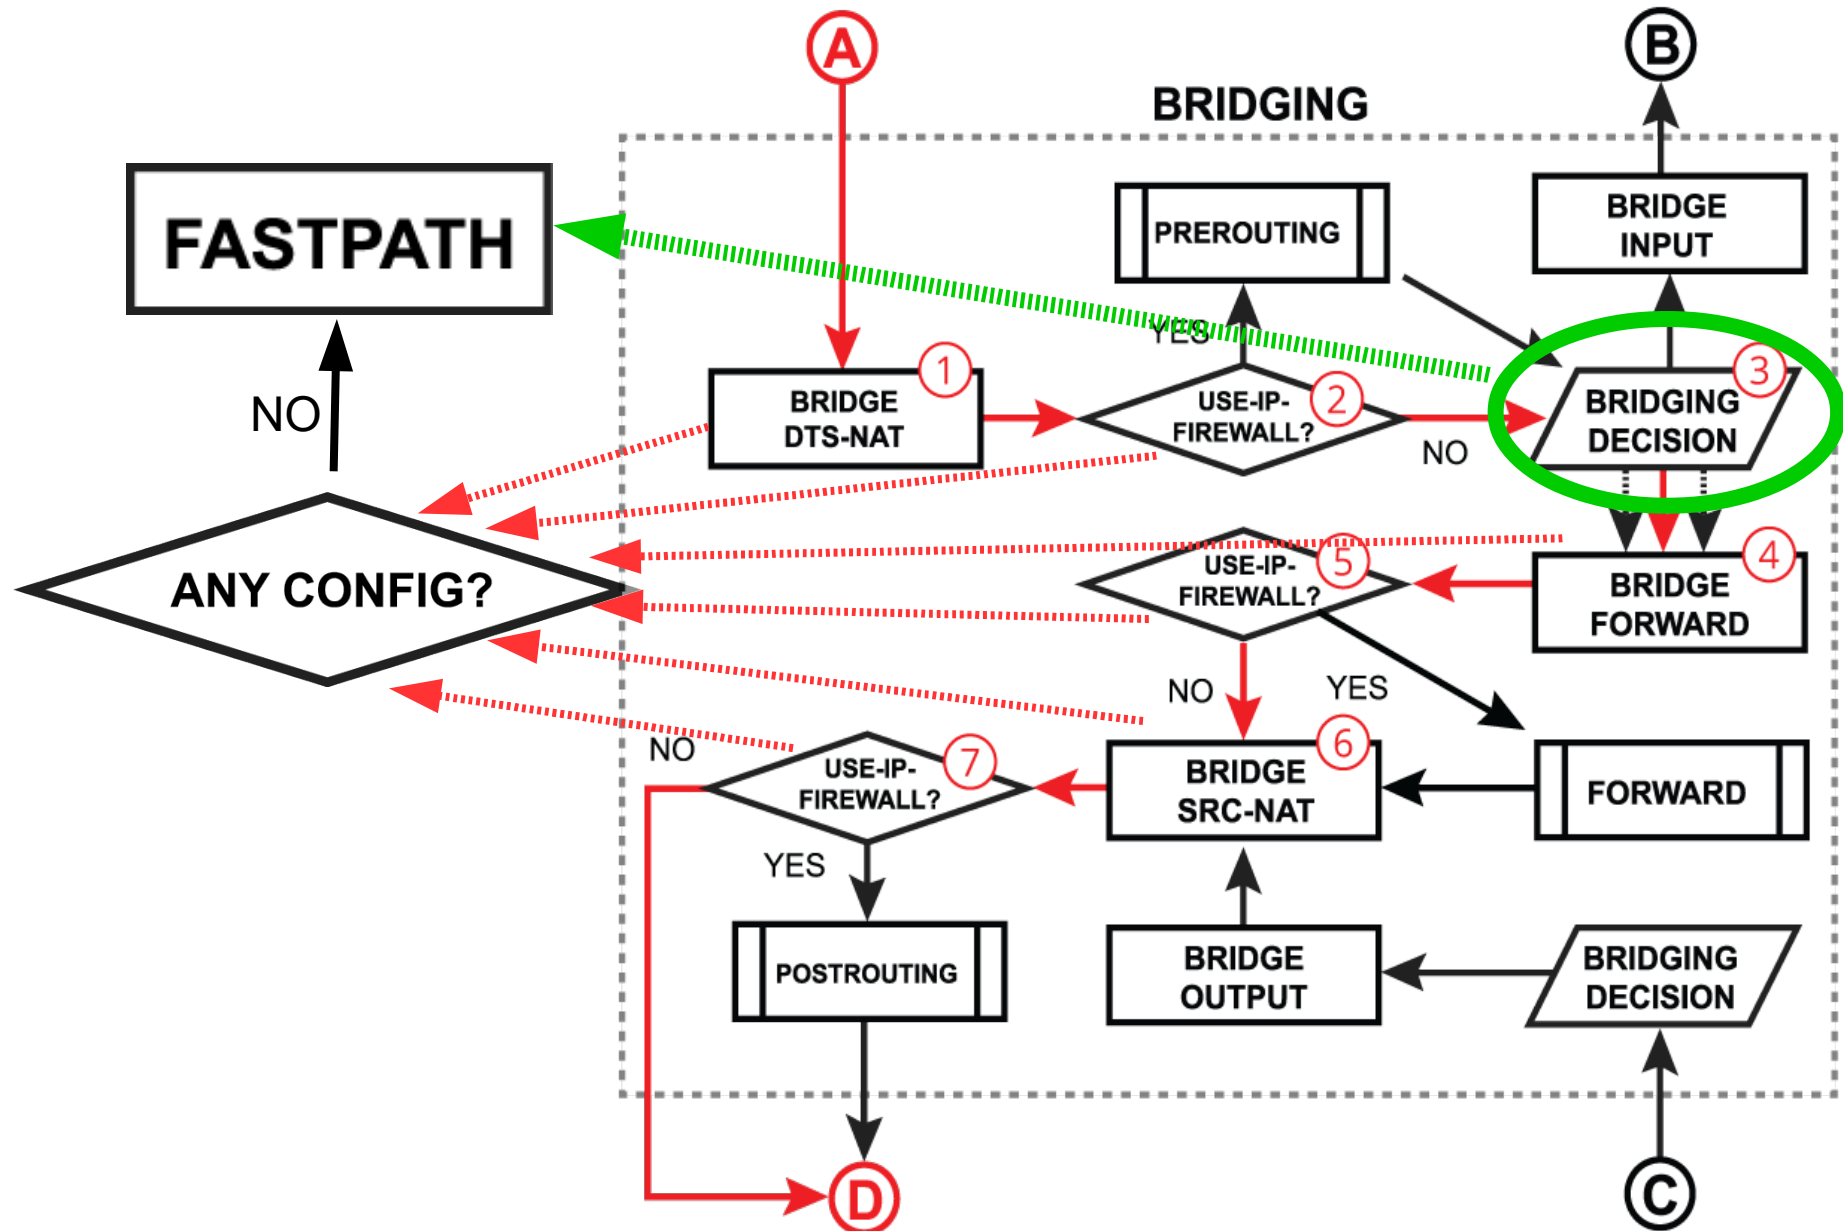 A
B
BRIDGING
FASTPATH
PREROUTING
BRIDGE
INPUT
YES
1
2
3
NO
BRIDGE
DTS-NAT
USE-IP-
FIREWALL?
NO
BRIDGING
DECISION
ANY CONFIG?
5
USE-IP-
FIREWALL?
4
BRIDGE
FORWARD
NO
YES
NO
7
USE-IP-
FIREWALL?
6
BRIDGE
SRC-NAT
FORWARD
YES
POSTROUTING
BRIDGE
OUTPUT
BRIDGING
DECISION
D
C